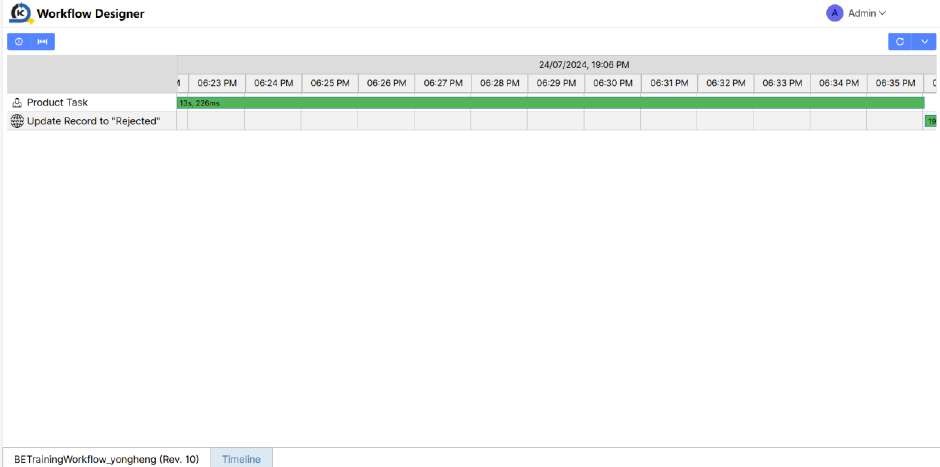 Workflow Designer
A Admin
24/07/2024, 19:06 PM
06:23 PM 06:24 PM 06:25 PM 06:26 PM 06:27 PM 06:28 PM 06:29 PM 06:30 PM 06:31 PM 06:32 PM 06:33 PM 06:34 PM 06:35 PM
Product Task
13s, 226ms
Update Record to "Rejected"
19
BETrainingWorkflow_yongheng (Rev. 10) Timeline